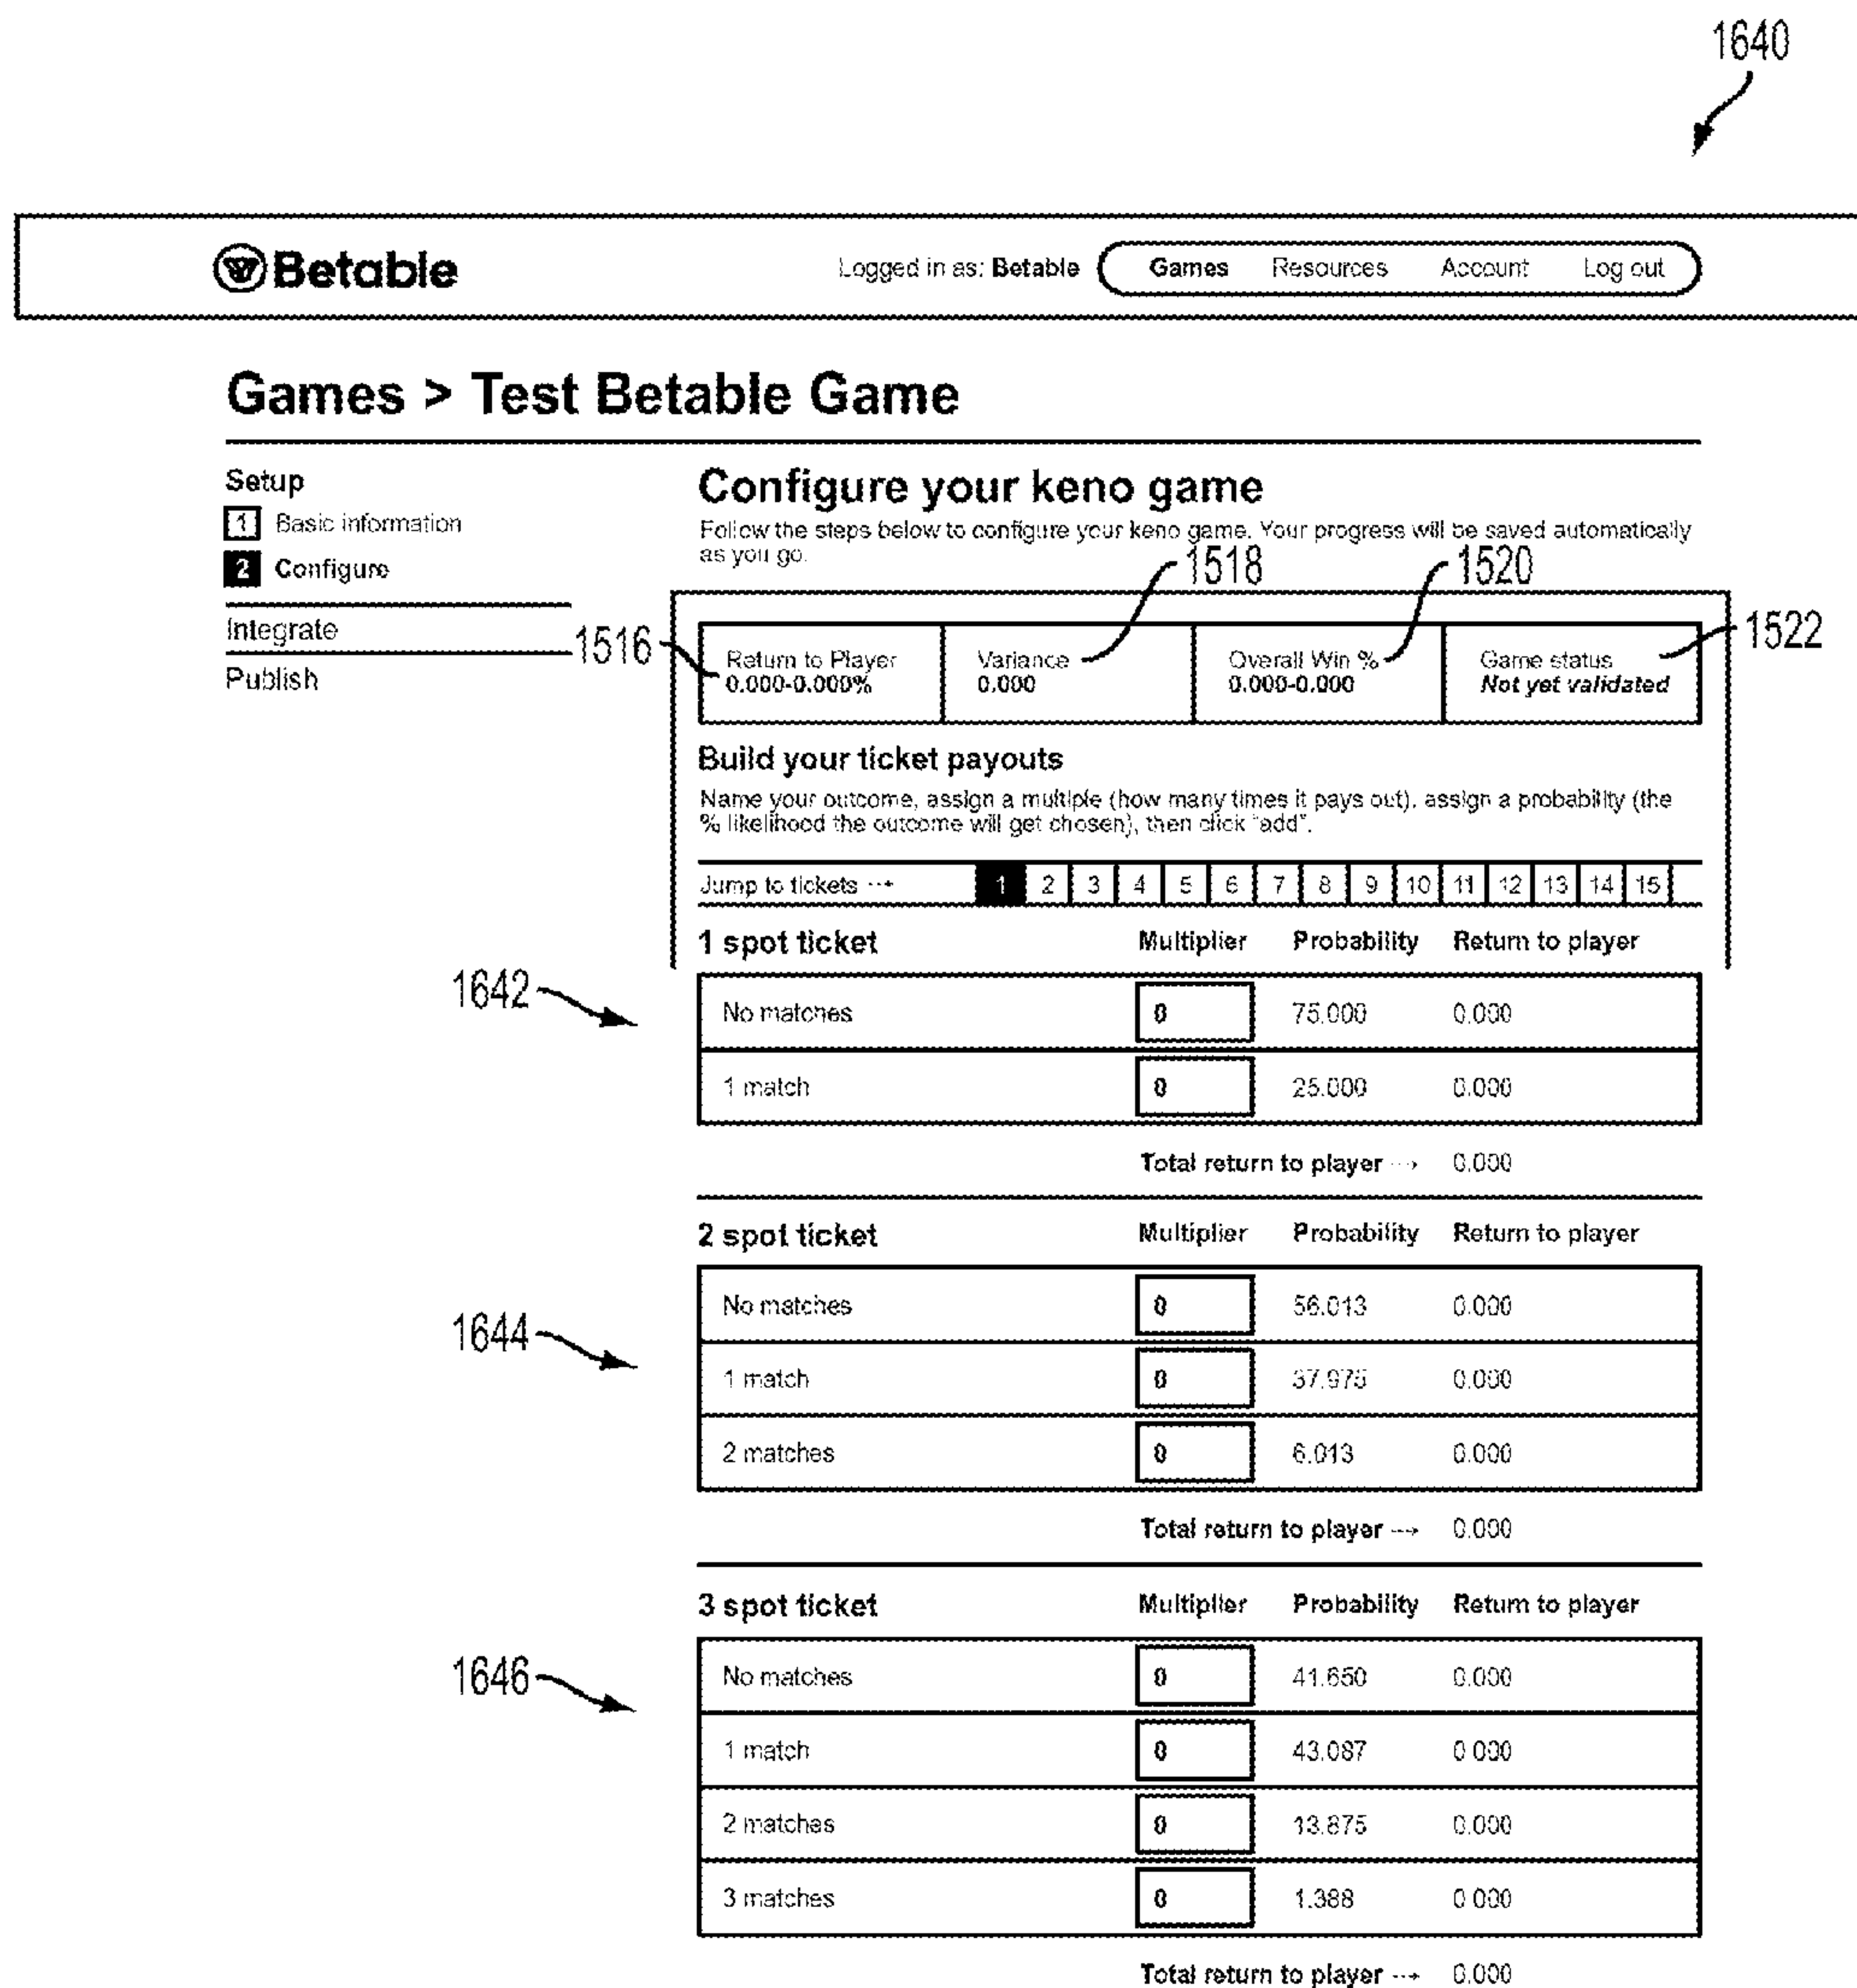 1640
Betable
Logged in as: Betable Games Resources Account Log out
Games > Test Betable Game
Setup
1 Basic information
2 Configure
Integrate
Publish
Configure your keno game
Follow the steps below to configure your keno game. Your progress will be saved automatically
as you go.
1518 1520
1516 1522
Return to Player Variance Overall Win % Game status
0.000-0.000% 0.000 0.000-0.000 Not yet validated
Build your ticket payouts
Name your outcome, assign a multiple (how many times it pays out), assign a probability (the
% likelihood the outcome will get chosen), then click "add".
Jump to tickets --→ 1 2 3 4 5 6 7 8 9 10 11 12 13 14 15
1 spot ticket Multiplier Probability Return to player
1642
No matches 0 75.000 0.000
1 match 0 25.000 0.000
Total return to player --→ 0.000
2 spot ticket Multiplier Probability Return to player
No matches 0 56.013 0.000
1644
1 match 0 37.975 0.000
2 matches 0 6.013 0.000
Total return to player --→ 0.000
3 spot ticket Multiplier Probability Return to player
1646
No matches 0 41.650 0.000
1 match 0 43.087 0.000
2 matches 0 13.875 0.000
3 matches 0 1.388 0.000
Total return to player --→ 0.000